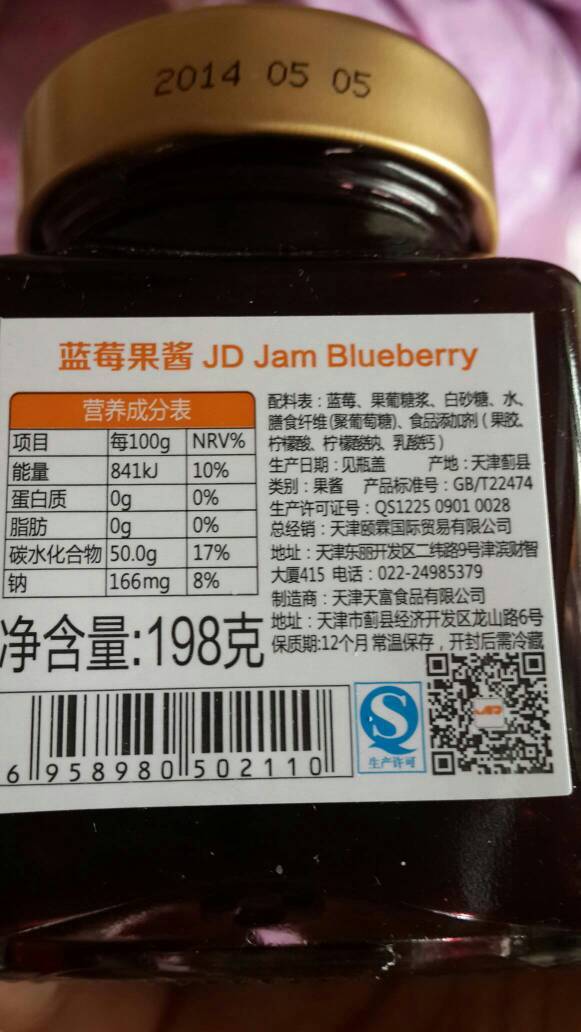 2014 05 05
蓝莓果酱 JD Jam Blueberry
营养成分表
项目 每100g NRV%
能量 841kJ 10%
蛋白质 0g 0%
脂肪 0g 0%
碳水化合物 50.0g 17%
钠 166mg 8%
净含量:198克
配料表：蓝莓、果葡糖浆、白砂糖、水、
膳食纤维(聚葡萄糖)、食品添加剂（果胶、
柠檬酸、柠檬酸钠、乳酸钙）
生产日期：见瓶盖 产地：天津蓟县
类别：果酱 产品标准号：GB/T22474
生产许可证号：QS1225 0901 0028
总经销：天津颐霖国际贸易有限公司
地址：天津东丽开发区二纬路9号津滨财智
大厦415 电话：022-24985379
制造商：天津天富食品有限公司
地址：天津市蓟县经济开发区龙山路6号
保质期:12个月 常温保存，开封后需冷藏
6 958980 502110
生产许可